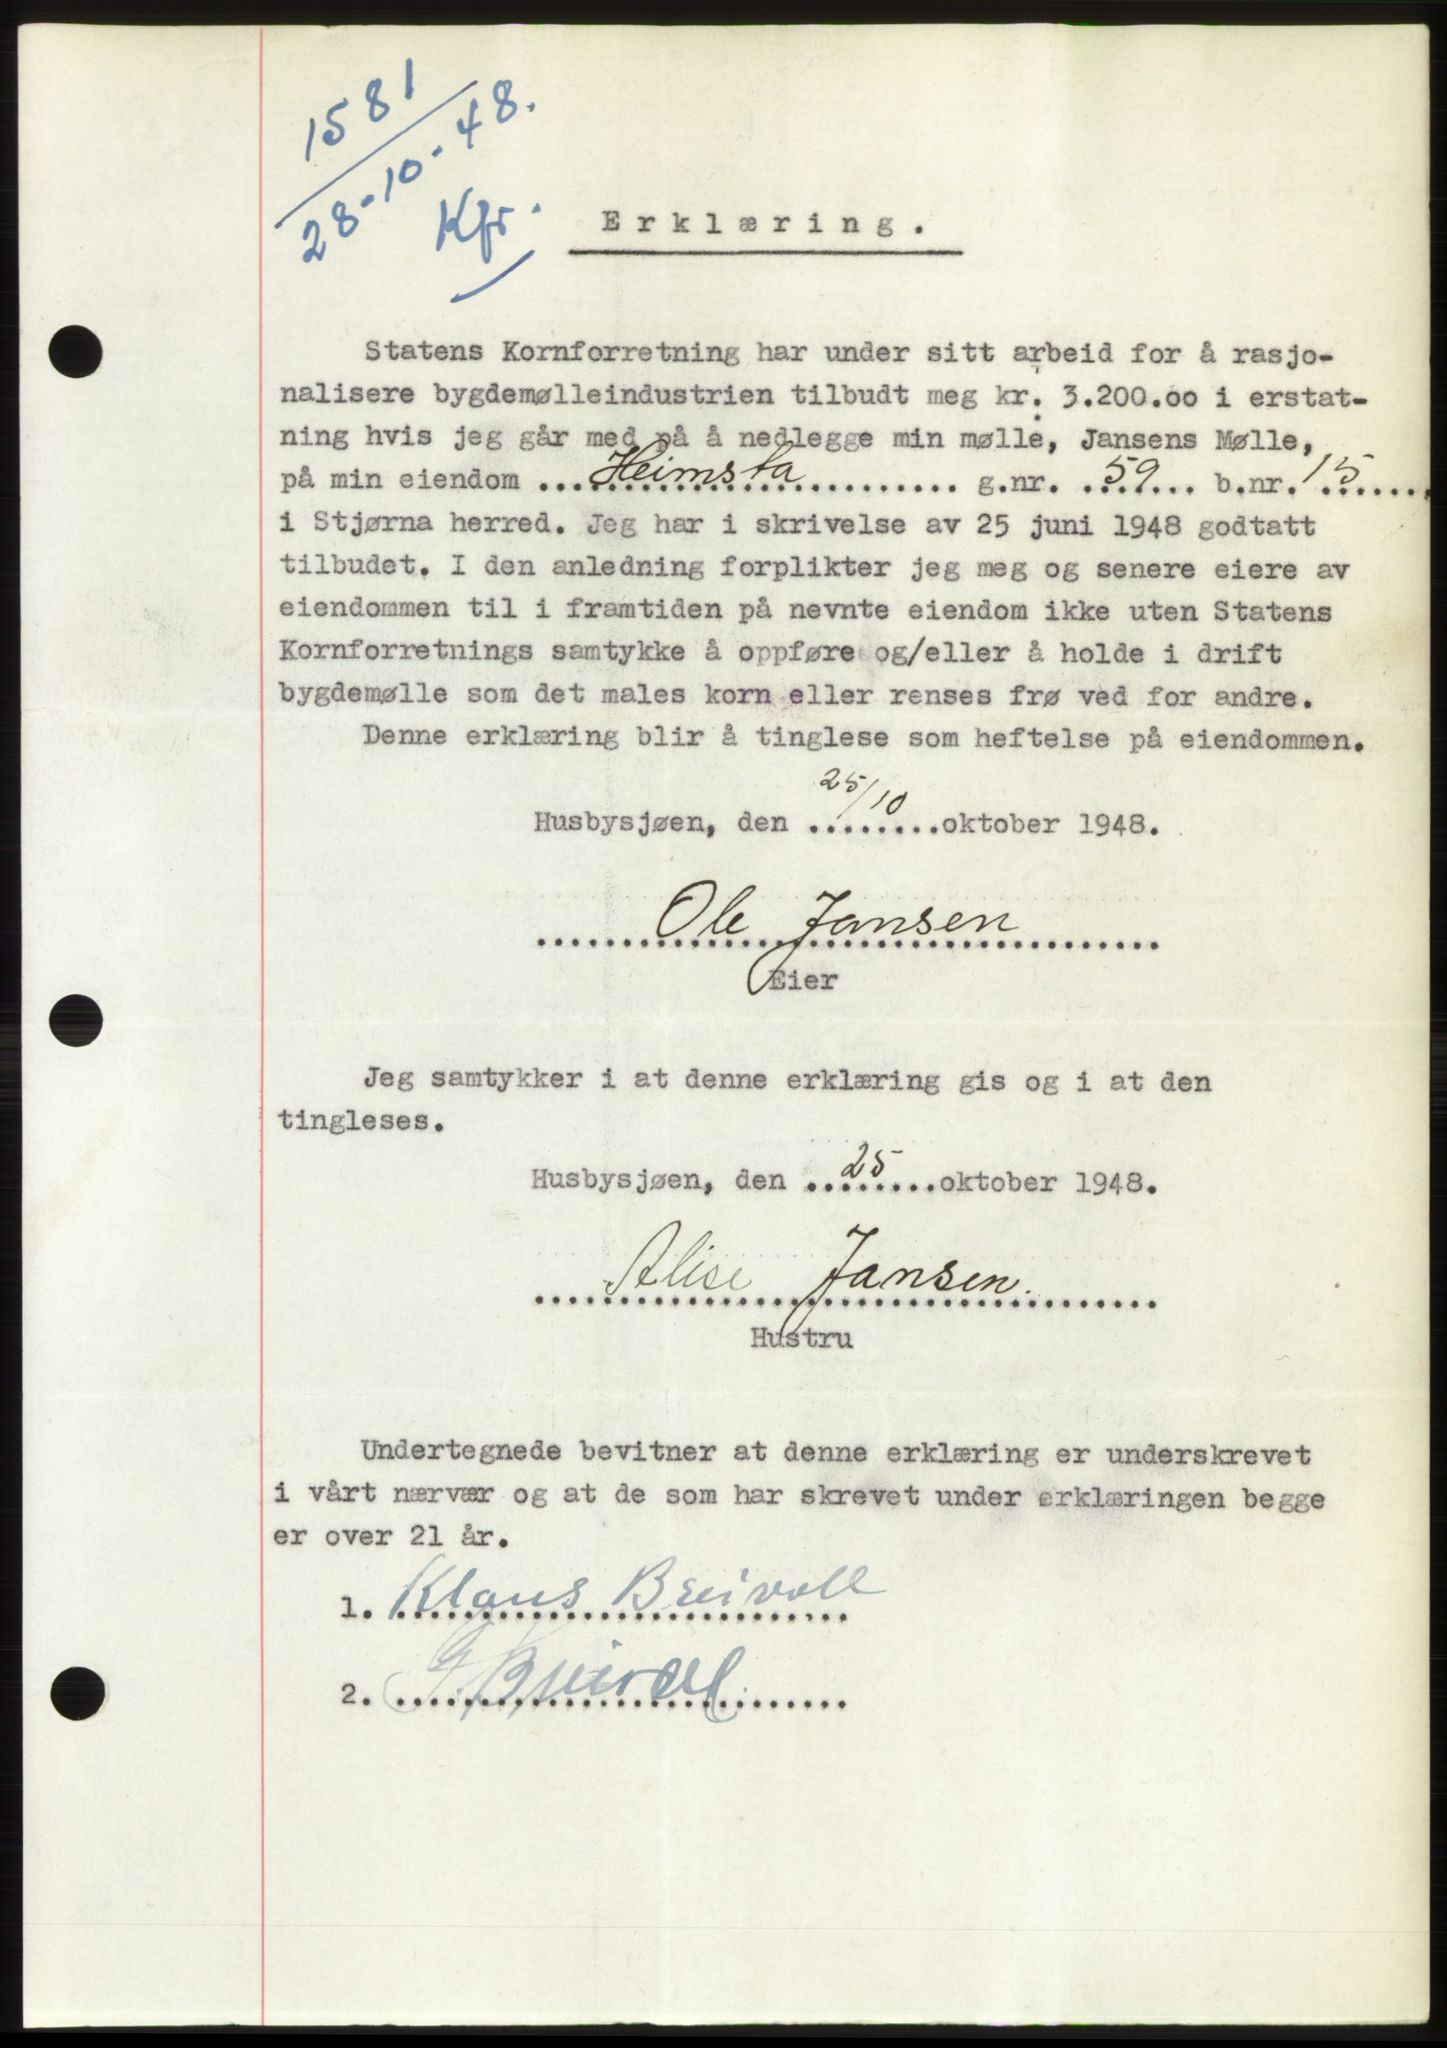 1581
28-10-48.
Kfr.
Erklæring.
Statens Kornforretning har under sitt arbeid for å rasjo-
nalisere bygdemølleindustrien tilbudt meg kr. 3.200.00 i erstat-
ning hvis jeg går med på å nedlegge min mølle, Jansens Mølle,
på min eiendom ...Heimsta... g.nr. ..59.. b.nr. 15......
i Stjørna herred. Jeg har i skrivelse av 25 juni 1948 godtatt
tilbudet. I den anledning forplikter jeg meg og senere eiere av
eiendommen til i framtiden på nevnte eiendom ikke uten Statens
Kornforretnings samtykke å oppføre og/eller å holde i drift
bygdemølle som det males korn eller renses frø ved for andre.
Denne erklæring blir å tinglese som heftelse på eiendommen.
Husbysjøen, den 25/10 oktober 1948.
Ole Jansen
Eier
Jeg samtykker i at denne erklæring gis og i at den
tingleses.
Husbysjøen, den 25 oktober 1948.
Alise Jansen.
Hustru
Undertegnede bevitner at denne erklæring er underskrevet
i vårt nærvær og at de som har skrevet under erklæringen begge
er over 21 år.
1. Klaus Breivoll
2. G. Breivoll